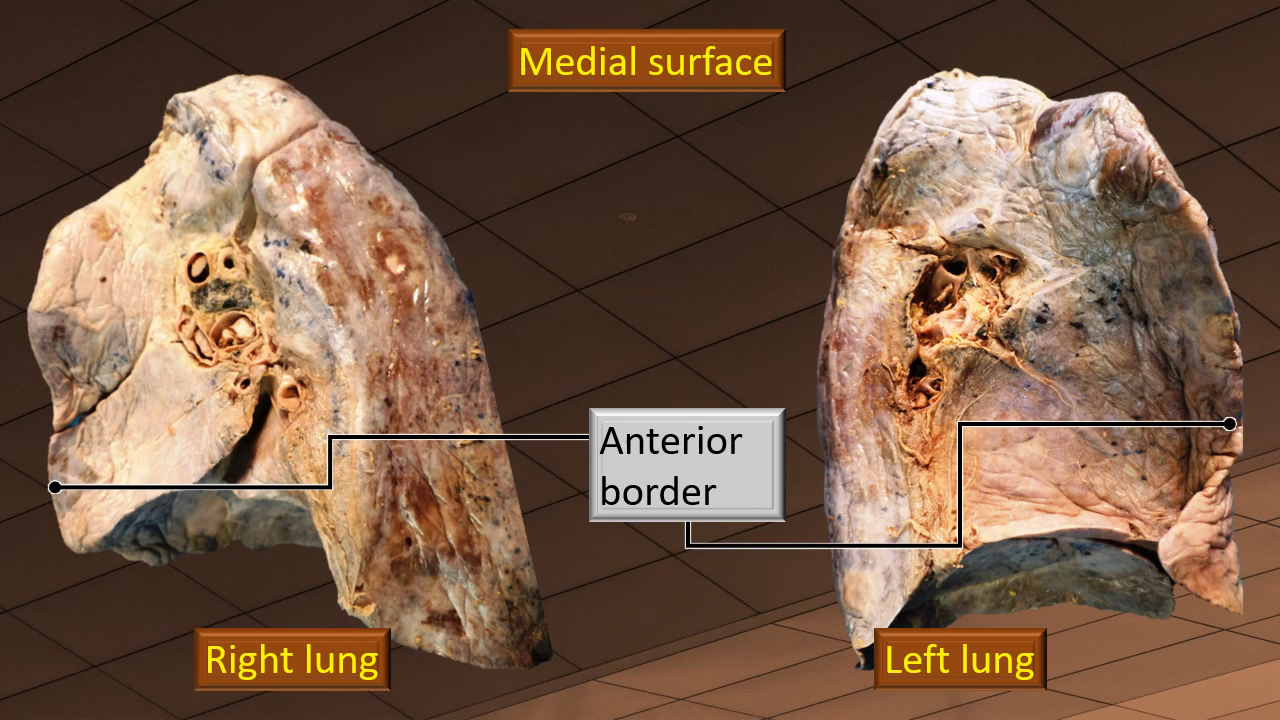 Medial surface
Anterior
border
Right lung
Left lung